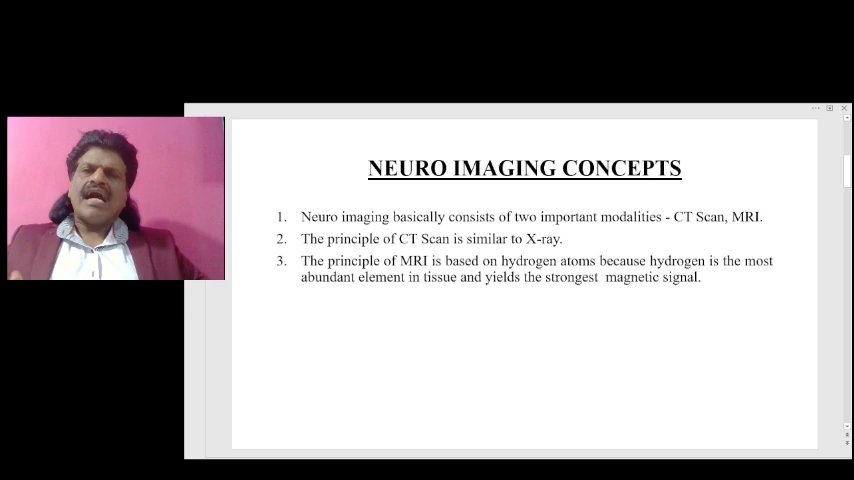 NEURO IMAGING CONCEPTS
1. Neuro imaging basically consists of two important modalities - CT Scan, MRI.
2. The principle of CT Scan is similar to X-ray.
3. The principle of MRI is based on hydrogen atoms because hydrogen is the most
abundant element in tissue and yields the strongest magnetic signal.